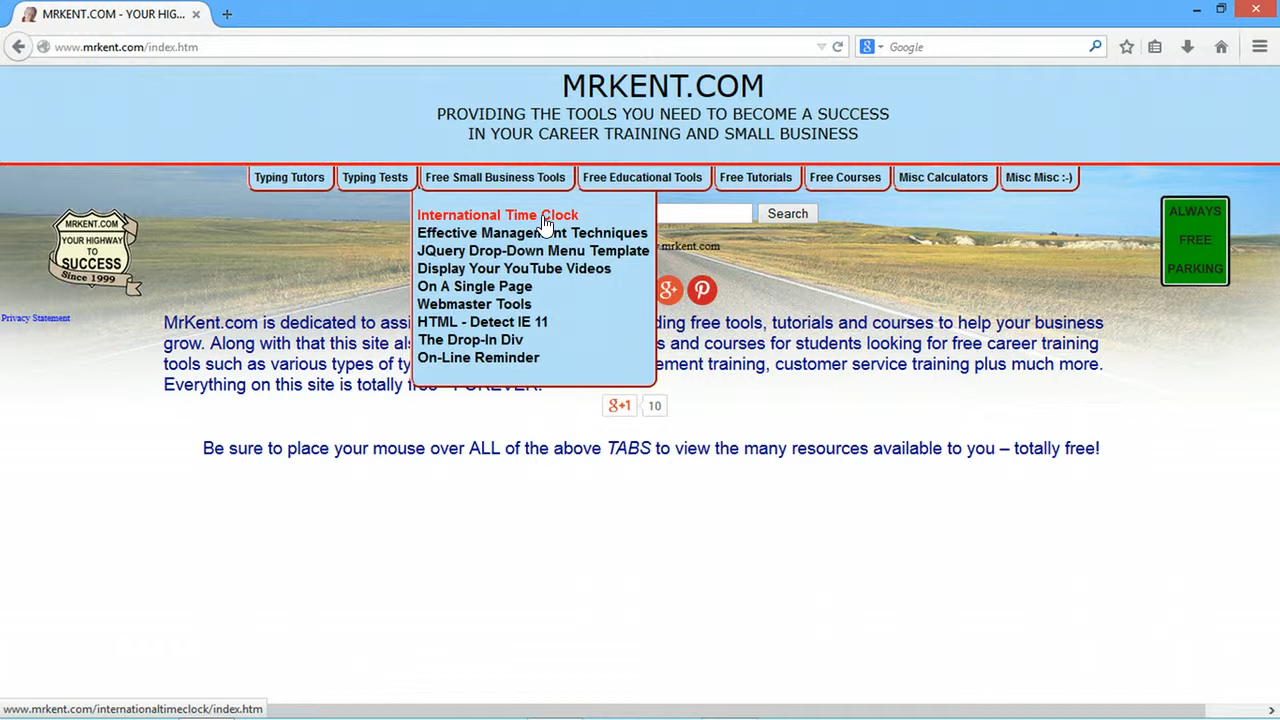 MRKENT.COM - YOUR HIG...
www.mrkent.com/index.htm
Google
MRKENT.COM
PROVIDING THE TOOLS YOU NEED TO BECOME A SUCCESS
IN YOUR CAREER TRAINING AND SMALL BUSINESS
Typing Tutors
Typing Tests
Free Small Business Tools
Free Educational Tools
Free Tutorials
Free Courses
Misc Calculators
Misc Misc :-)
MRKENT.COM
YOUR HIGHWAY
TO
SUCCESS
Since 1999
International Time Clock
Effective Management Techniques
JQuery Drop-Down Menu Template
Display Your YouTube Videos
On A Single Page
Webmaster Tools
HTML - Detect IE 11
The Drop-In Div
On-Line Reminder
Search
mrkent.com
ALWAYS
FREE
PARKING
Privacy Statement
MrKent.com is dedicated to assi ding free tools, tutorials and courses to help your business
grow. Along with that this site als s and courses for students looking for free career training
tools such as various types of ty ement training, customer service training plus much more.
Everything on this site is totally f FOREVER!
g+1
10
Be sure to place your mouse over ALL of the above TABS to view the many resources available to you – totally free!
www.mrkent.com/internationaltimeclock/index.htm